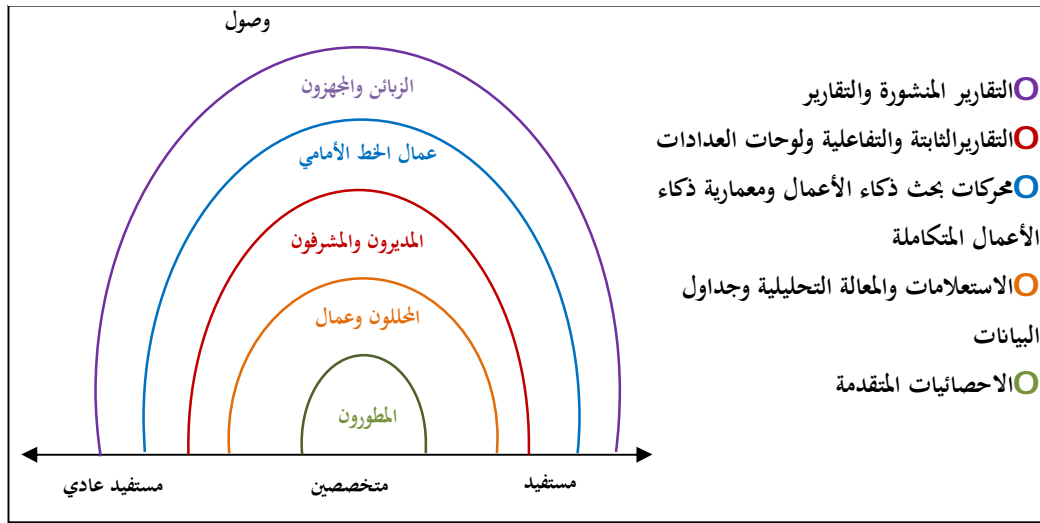 وصول
الزبائن والمجهزون
عمال الخط الأمامي
المديرون والمشرفون
المحللون وعمال
المطورون
مستفيد عادي
متخصصين
مستفيد
التقارير المنشورة والتقارير
التقاريرالثابتة والتفاعلية ولوحات العدادات
محركات بحث ذكاء الأعمال ومعمارية ذكاء
الأعمال المتكاملة
الاستعلامات والمعالة التحليلية وجداول
البيانات
الاحصائيات المتقدمة